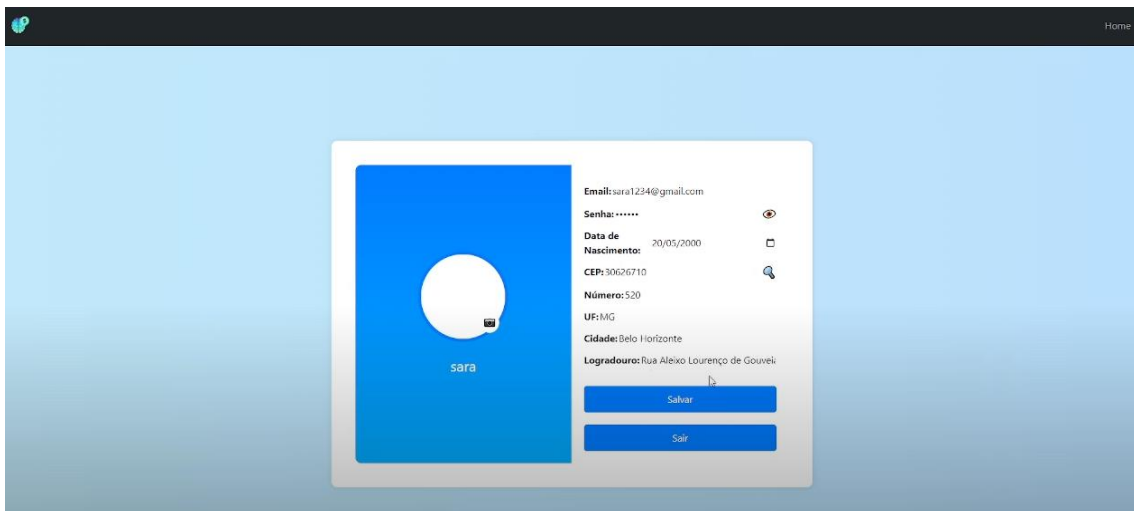 Home
Email: sara1234@gmail.com
Senha: ••••••
Data de
Nascimento: 20/05/2000
CEP: 30626710
Número: 520
UF: MG
Cidade: Belo Horizonte
Logradouro: Rua Aleixo Lourenço de Gouveia
sara
Salvar
Sair